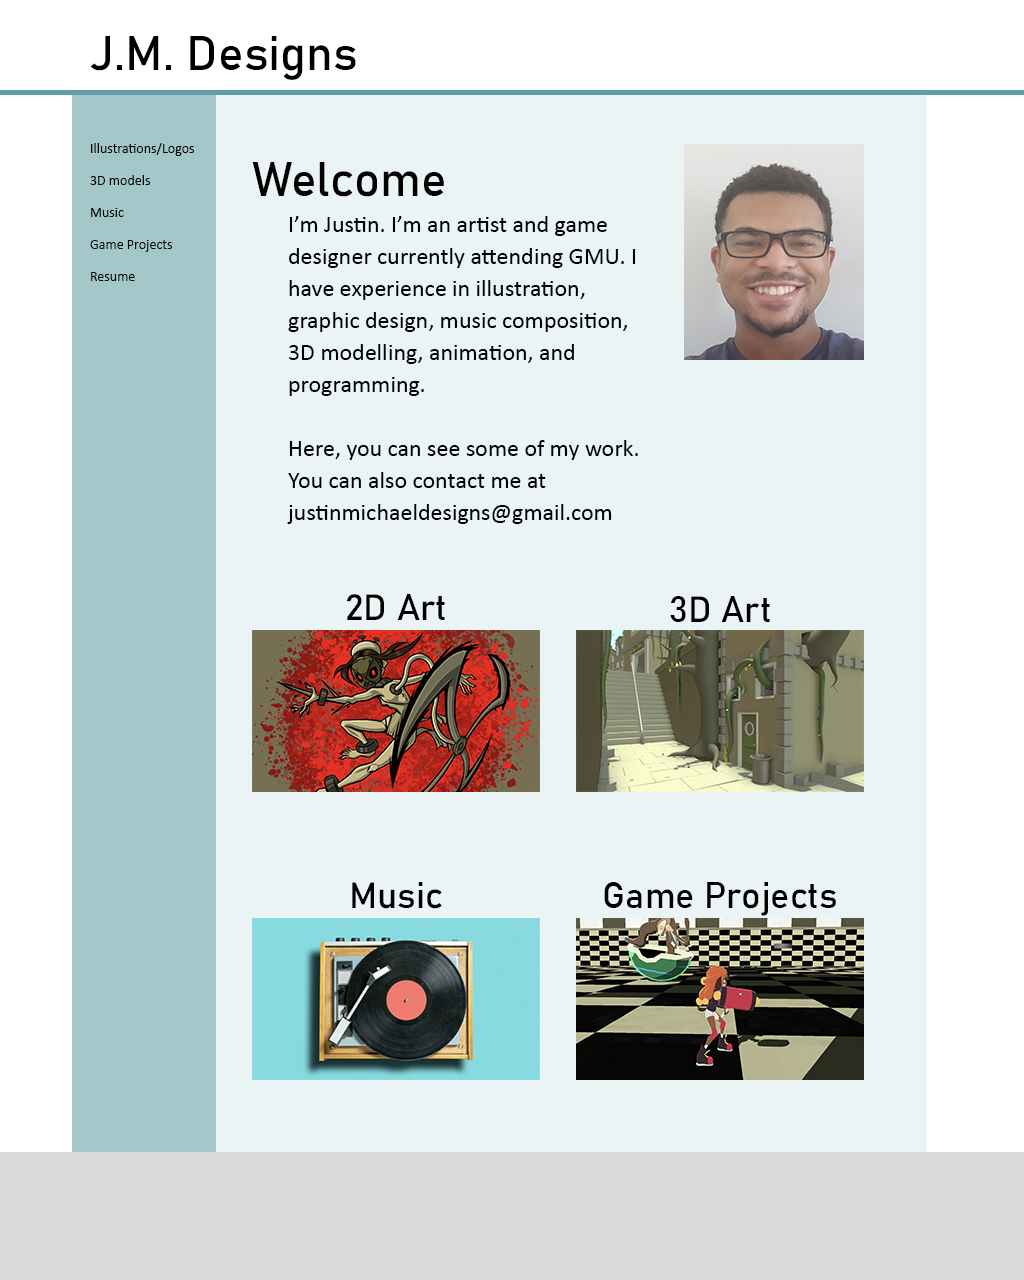 J.M. Designs
Illustrations/Logos
3D models
Music
Game Projects
Resume
Welcome
I’m Justin. I’m an artist and game
designer currently attending GMU. I
have experience in illustration,
graphic design, music composition,
3D modelling, animation, and
programming.
Here, you can see some of my work.
You can also contact me at
justinmichaeldesigns@gmail.com
2D Art
3D Art
Music
Game Projects